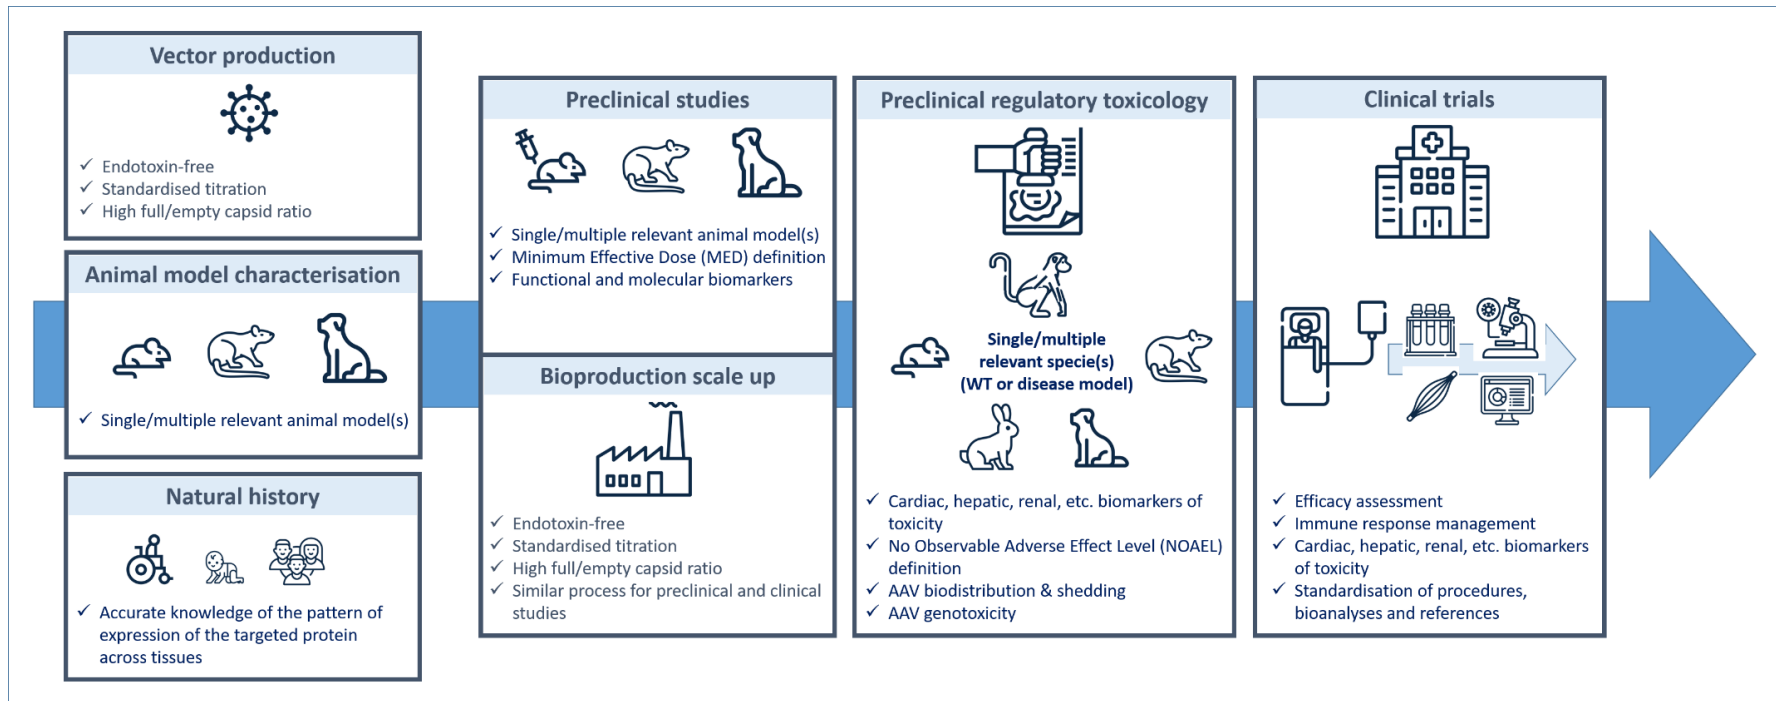 Vector production
✓ Endotoxin-free
✓ Standardised titration
✓ High full/empty capsid ratio
Animal model characterisation
✓ Single/multiple relevant animal model(s)
Natural history
✓ Accurate knowledge of the pattern of
expression of the targeted protein
across tissues
Preclinical studies
✓ Single/multiple relevant animal model(s)
✓ Minimum Effective Dose (MED) definition
✓ Functional and molecular biomarkers
Bioproduction scale up
✓ Endotoxin-free
✓ Standardised titration
✓ High full/empty capsid ratio
✓ Similar process for preclinical and clinical
studies
Preclinical regulatory toxicology
Single/multiple
relevant specie(s)
(WT or disease model)
✓ Cardiac, hepatic, renal, etc. biomarkers of
toxicity
✓ No Observable Adverse Effect Level (NOAEL)
definition
✓ AAV biodistribution & shedding
✓ AAV genotoxicity
Clinical trials
✓ Efficacy assessment
✓ Immune response management
✓ Cardiac, hepatic, renal, etc. biomarkers
of toxicity
✓ Standardisation of procedures,
bioanalyses and references